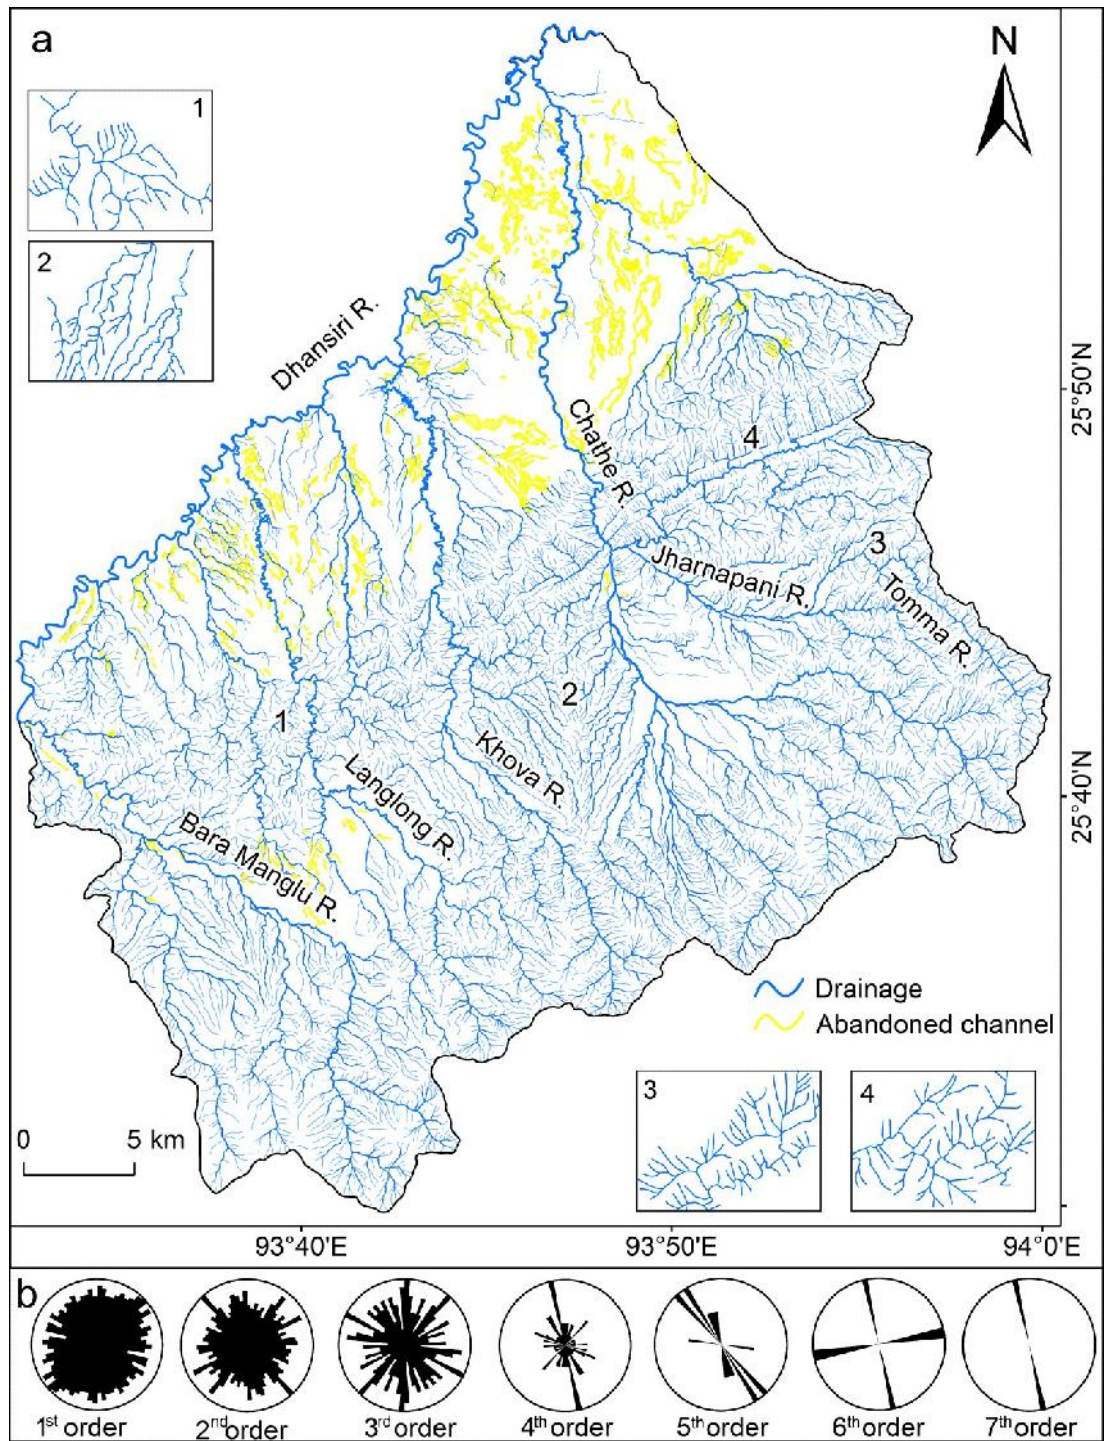 a
N
1
2
Dhansiri R.
25°50'N
Chathe R.
4
3
Jharnapani R.
Tomma R.
2
1
Khova R.
Langlong R.
25°40'N
Bara Manglu R.
Drainage
Abandoned channel
3
4
0 5 km
93°40'E 93°50'E 94°0'E
b
1st order 2nd order 3rd order 4th order 5th order 6th order 7th order